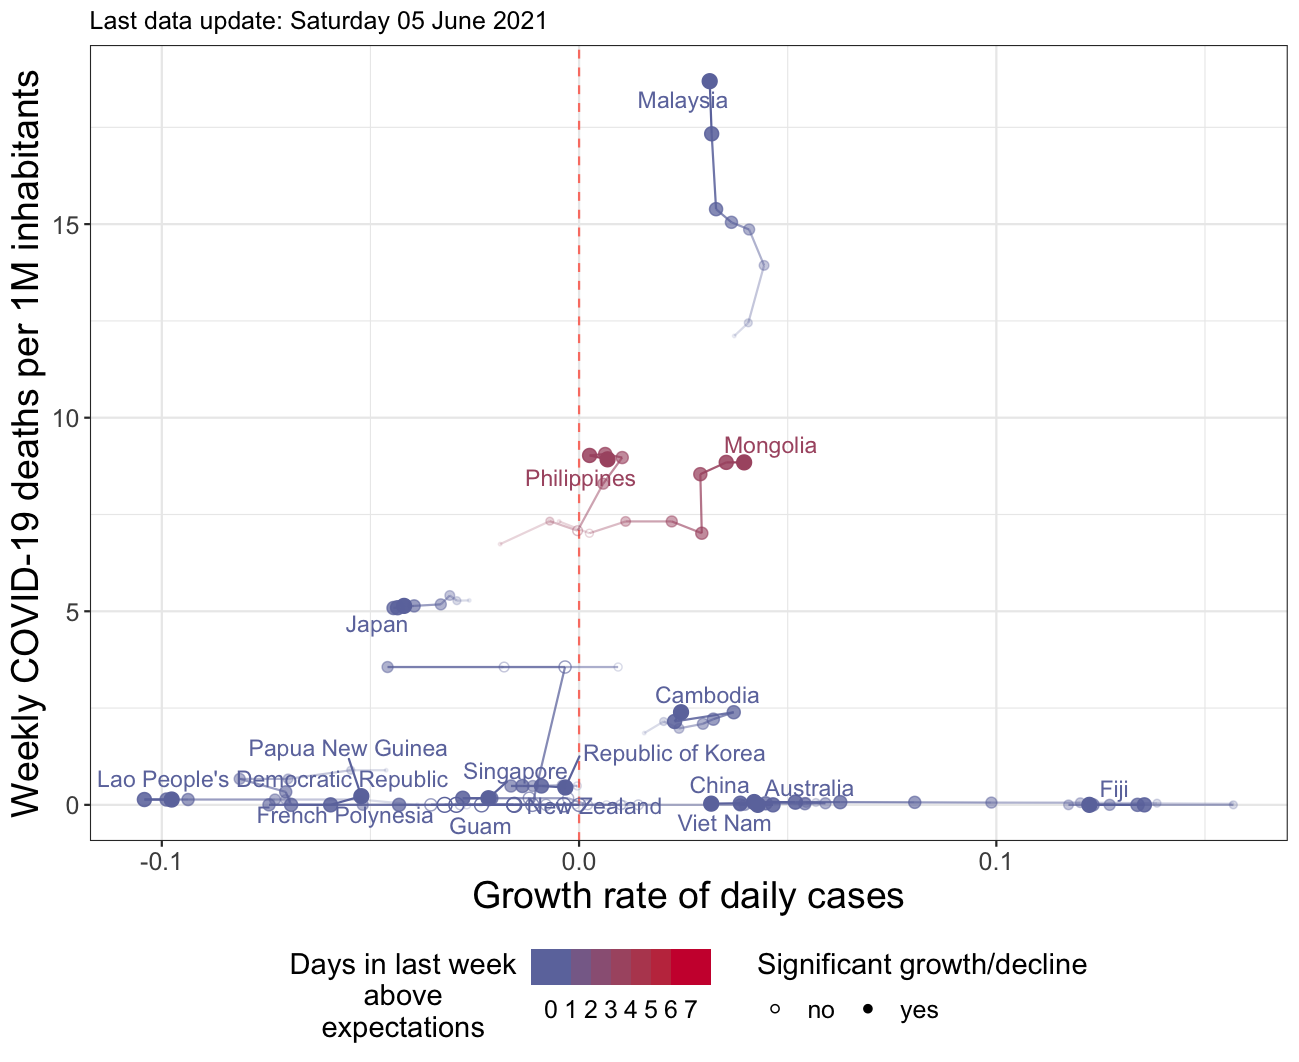 Last data update: Saturday 05 June 2021
Weekly COVID-19 deaths per 1M inhabitants
15
10
5
0
Malaysia
Mongolia
Philippines
Japan
Cambodia
Papua New Guinea
Republic of Korea
Lao People's Democratic Republic
Singapore
China
Australia
Fiji
French Polynesia
New Zealand
Guam
Viet Nam
-0.1
0.0
0.1
Growth rate of daily cases
Days in last week
above
expectations
0 1 2 3 4 5 6 7
Significant growth/decline
no
yes